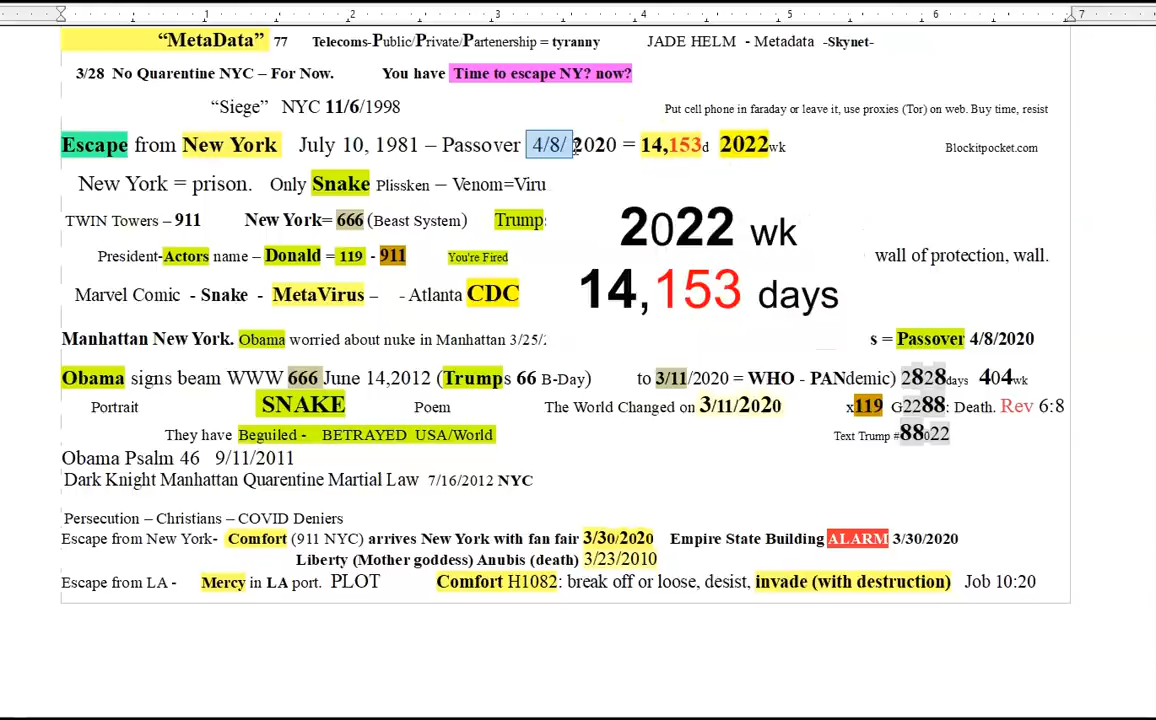 1 2 3 4 5 6 7
“MetaData” 77 Telecoms-Public/Private/Partenership = tyranny JADE HELM - Metadata -Skynet-
3/28 No Quarentine NYC – For Now. You have Time to escape NY? now?
“Siege” NYC 11/6/1998 Put cell phone in faraday or leave it, use proxies (Tor) on web. Buy time, resist
Escape from New York July 10, 1981 – Passover 4/8/ 2020 = 14,153d 2022wk Blockitpocket.com
New York = prison. Only Snake Plissken – Venom=Viru
TWIN Towers – 911 New York= 666 (Beast System) Trump
2022 wk
President-Actors name – Donald = 119 - 911 You're Fired wall of protection, wall.
Marvel Comic - Snake - MetaVirus – - Atlanta CDC
14,153 days
Manhattan New York. Obama worried about nuke in Manhattan 3/25/ s = Passover 4/8/2020
Obama signs beam WWW 666 June 14,2012 (Trumps 66 B-Day) to 3/11/2020 = WHO - PANdemic) 2828days 404wk
Portrait SNAKE Poem The World Changed on 3/11/2020 x119 G2288: Death. Rev 6:8
They have Beguiled - BETRAYED USA/World Text Trump #88022
Obama Psalm 46 9/11/2011
Dark Knight Manhattan Quarentine Martial Law 7/16/2012 NYC
Persecution – Christians – COVID Deniers
Escape from New York- Comfort (911 NYC) arrives New York with fan fair 3/30/2020 Empire State Building ALARM 3/30/2020
Liberty (Mother goddess) Anubis (death) 3/23/2010
Escape from LA - Mercy in LA port. PLOT Comfort H1082: break off or loose, desist, invade (with destruction) Job 10:20